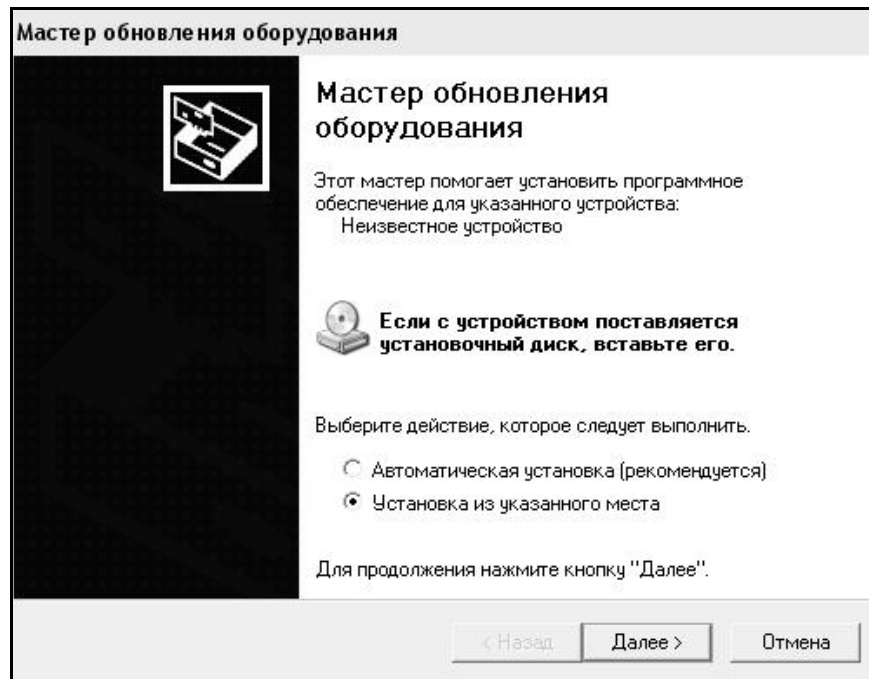 Мастер обновления оборудования
Мастер обновления
оборудования
Этот мастер помогает установить программное
обеспечение для указанного устройства:
Неизвестное устройство
Если с устройством поставляется
установочный диск, вставьте его.
Выберите действие, которое следует выполнить.
Автоматическая установка (рекомендуется)
Установка из указанного места
Для продолжения нажмите кнопку "Далее".
< Назад
Далее >
Отмена